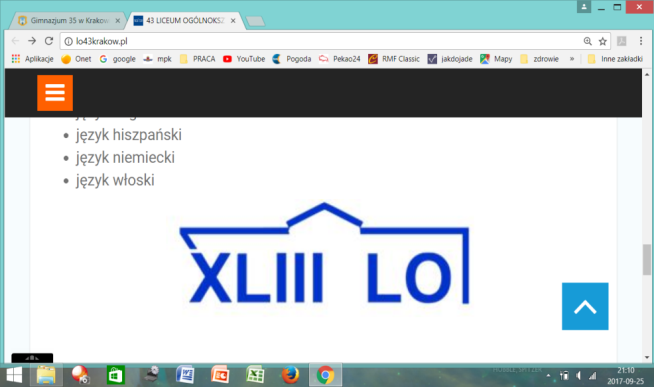 Gimnazjum 35 w Krakow
43 LICEUM OGÓLNOKSZ
lo43krakow.pl
Aplikacje Onet google mpk PRACA YouTube Pogoda Pekao24 RMF Classic jakdojade Mapy zdrowie » Inne zakładki
język hiszpański
język niemiecki
język włoski
XLIII LO
21:10
2017-09-25